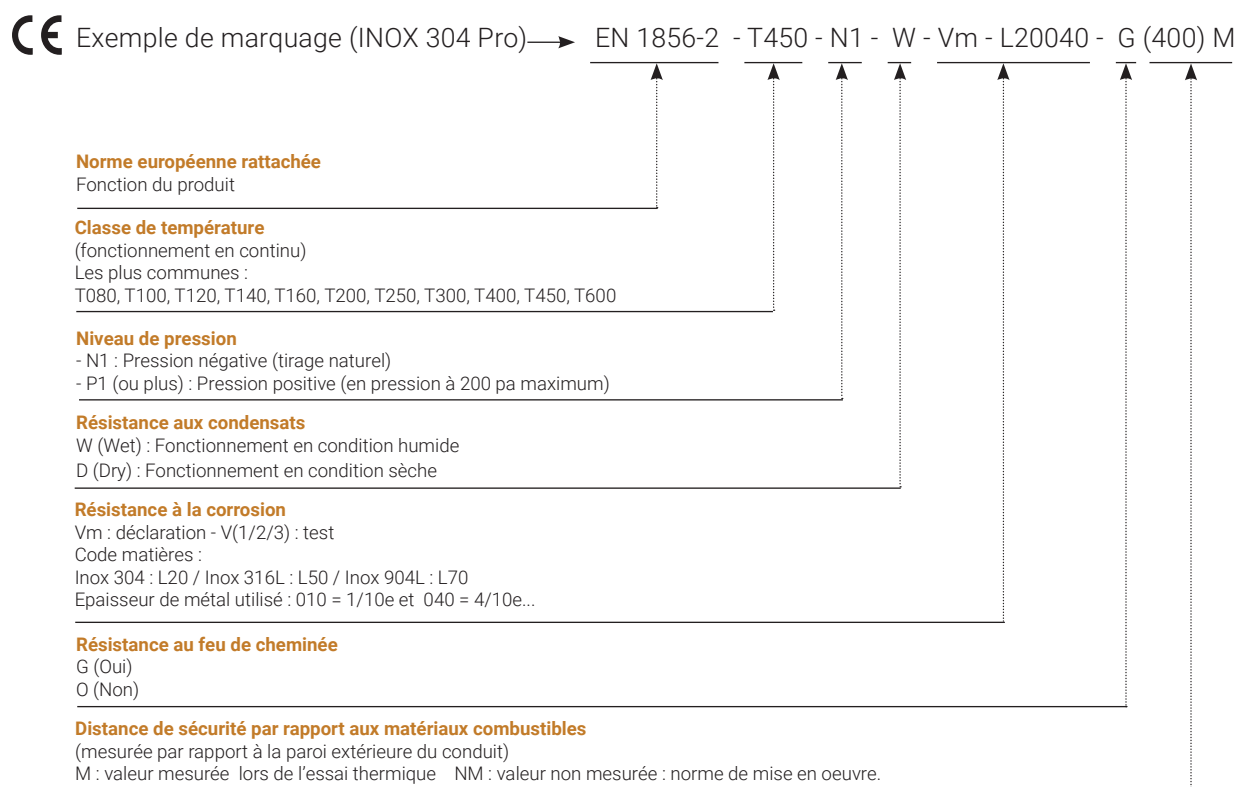 CE Exemple de marquage (INOX 304 Pro) EN 1856-2 - T450 - N1 - W - Vm - L20040 - G (400) M
Norme européenne rattachée
Fonction du produit
Classe de température
(fonctionnement en continu)
Les plus communes :
T080, T100, T120, T140, T160, T200, T250, T300, T400, T450, T600
Niveau de pression
- N1 : Pression négative (tirage naturel)
- P1 (ou plus) : Pression positive (en pression à 200 pa maximum)
Résistance aux condensats
W (Wet) : Fonctionnement en condition humide
D (Dry) : Fonctionnement en condition sèche
Résistance à la corrosion
Vm : déclaration - V(1/2/3) : test
Code matières :
Inox 304 : L20 / Inox 316L : L50 / Inox 904L : L70
Epaisseur de métal utilisé : 010 = 1/10e et 040 = 4/10e...
Résistance au feu de cheminée
G (Oui)
O (Non)
Distance de sécurité par rapport aux matériaux combustibles
(mesurée par rapport à la paroi extérieure du conduit)
M : valeur mesurée lors de l'essai thermique NM : valeur non mesurée : norme de mise en oeuvre.